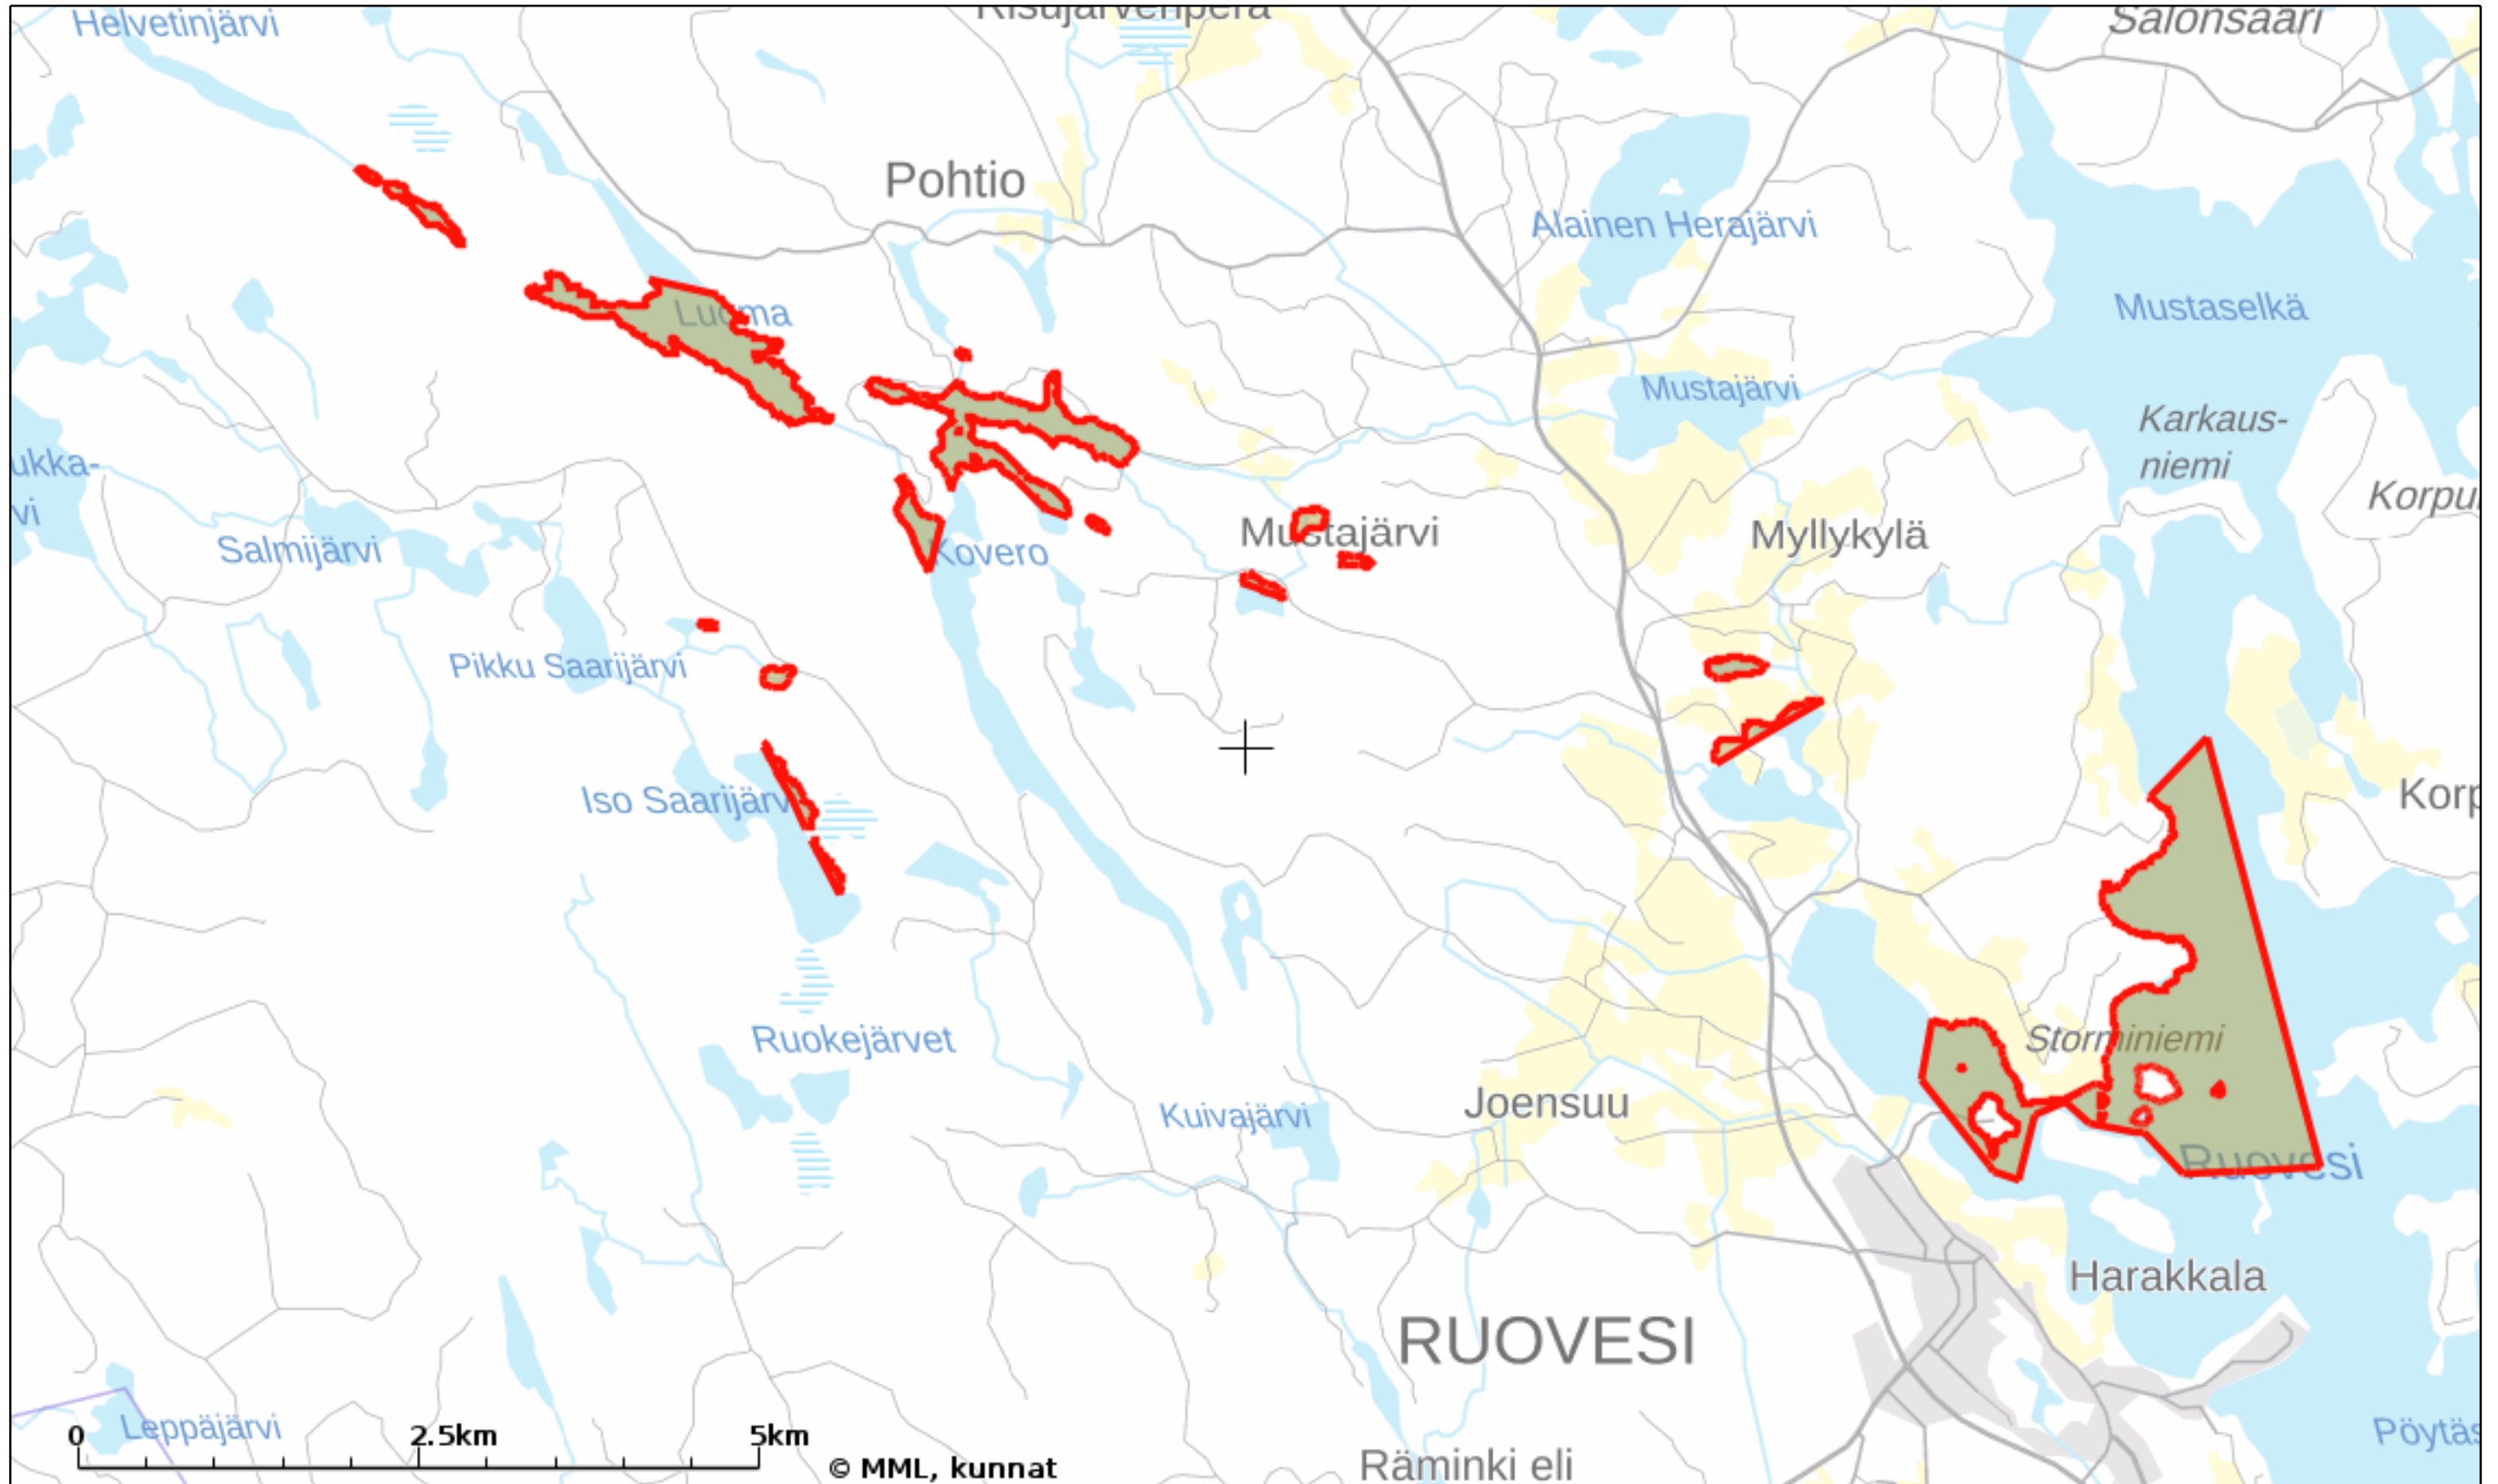 Helvetinjärvi
Salonsaari
Pohtio
Alainen Herajärvi
Luoma
Mustaselkä
Mustajärvi
Karkaus-
niemi
ukka-
vi
Mustajärvi
Myllykylä
Salmijärvi
Kovero
Pikku Saarijärvi
Iso Saarijärvi
Korp
Ruokejärvet
Storminiemi
Joensuu
Kuivajärvi
Ruovesi
Harakkala
RUOVESI
Leppäjärvi
Pöytäs
0 2.5km 5km
© MML, kunnat
Räminki eli